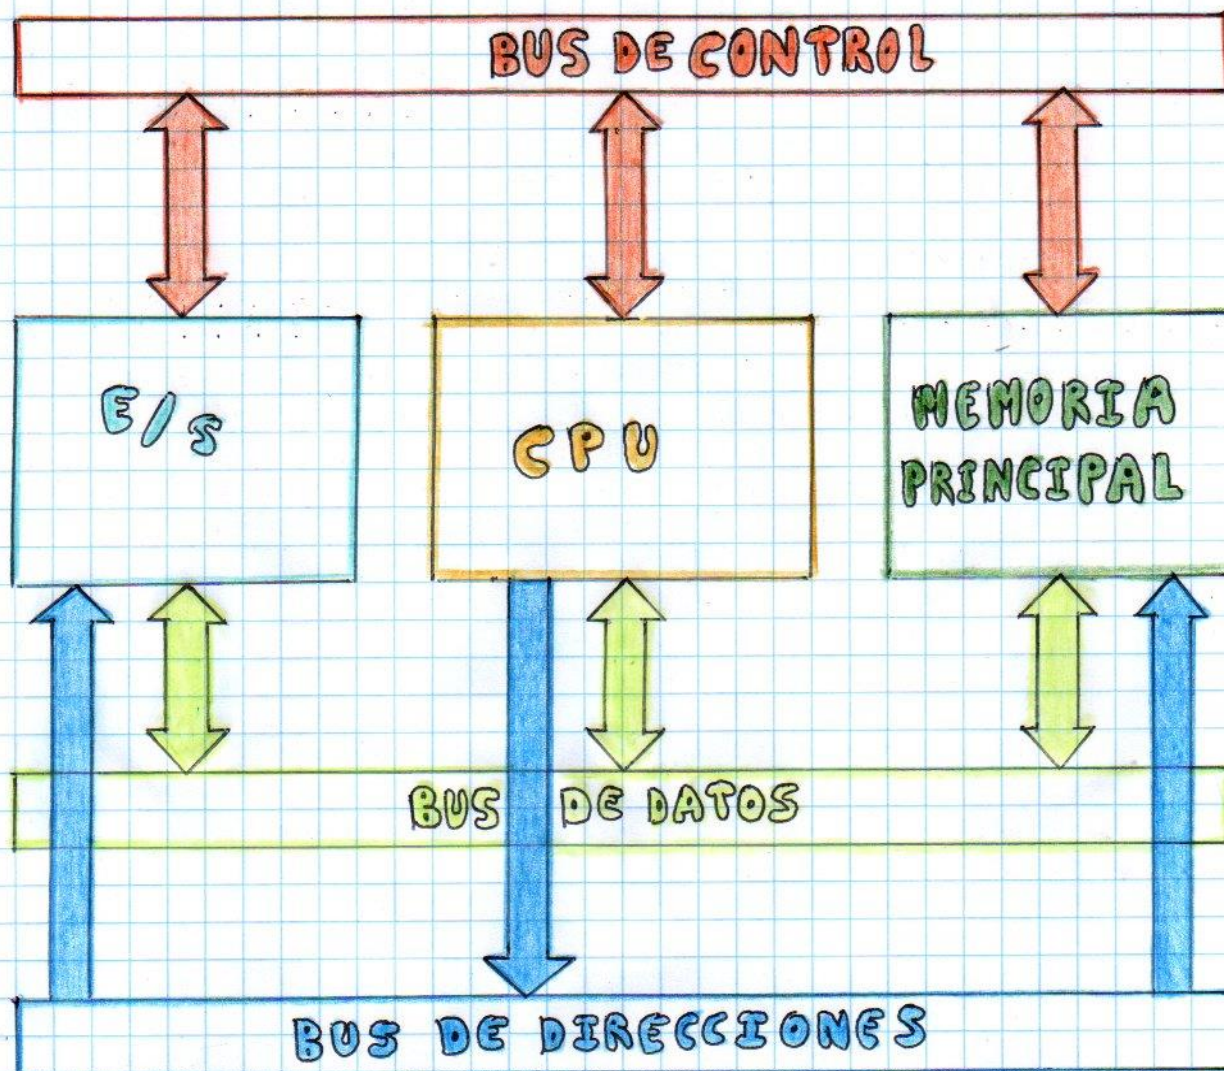 BUS DE CONTROL
E/S
CPU
MEMORIA
PRINCIPAL
BUS DE DATOS
BUS DE DIRECCIONES